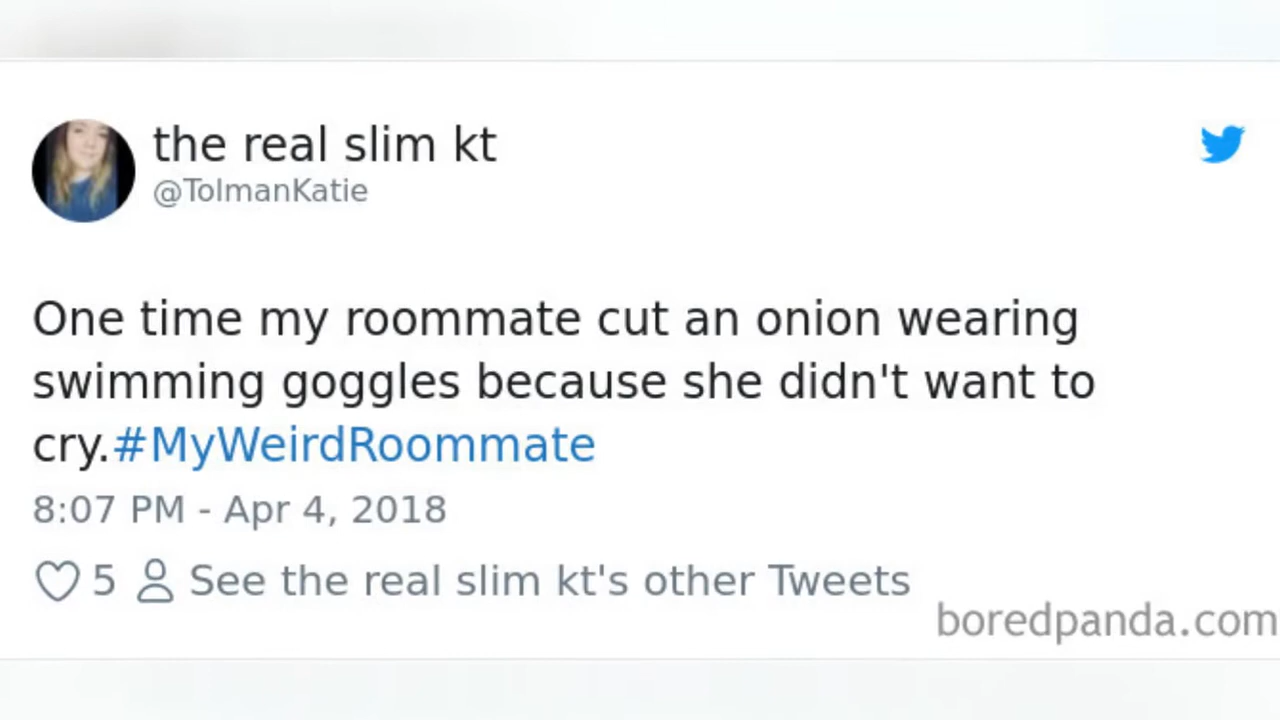 the real slim kt
@TolmanKatie
One time my roommate cut an onion wearing
swimming goggles because she didn't want to
cry.#MyWeirdRoommate
8:07 PM - Apr 4, 2018
5 See the real slim kt's other Tweets
boredpanda.com